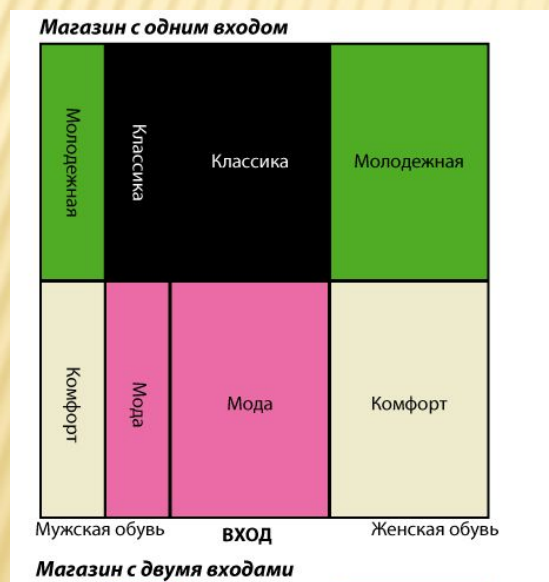 Магазин с одним входом
Молодежная
Классика
Классика
Молодежная
Комфорт
Мода
Мода
Комфорт
Мужская обувь
ВХОД
Женская обувь
Магазин с двумя входами